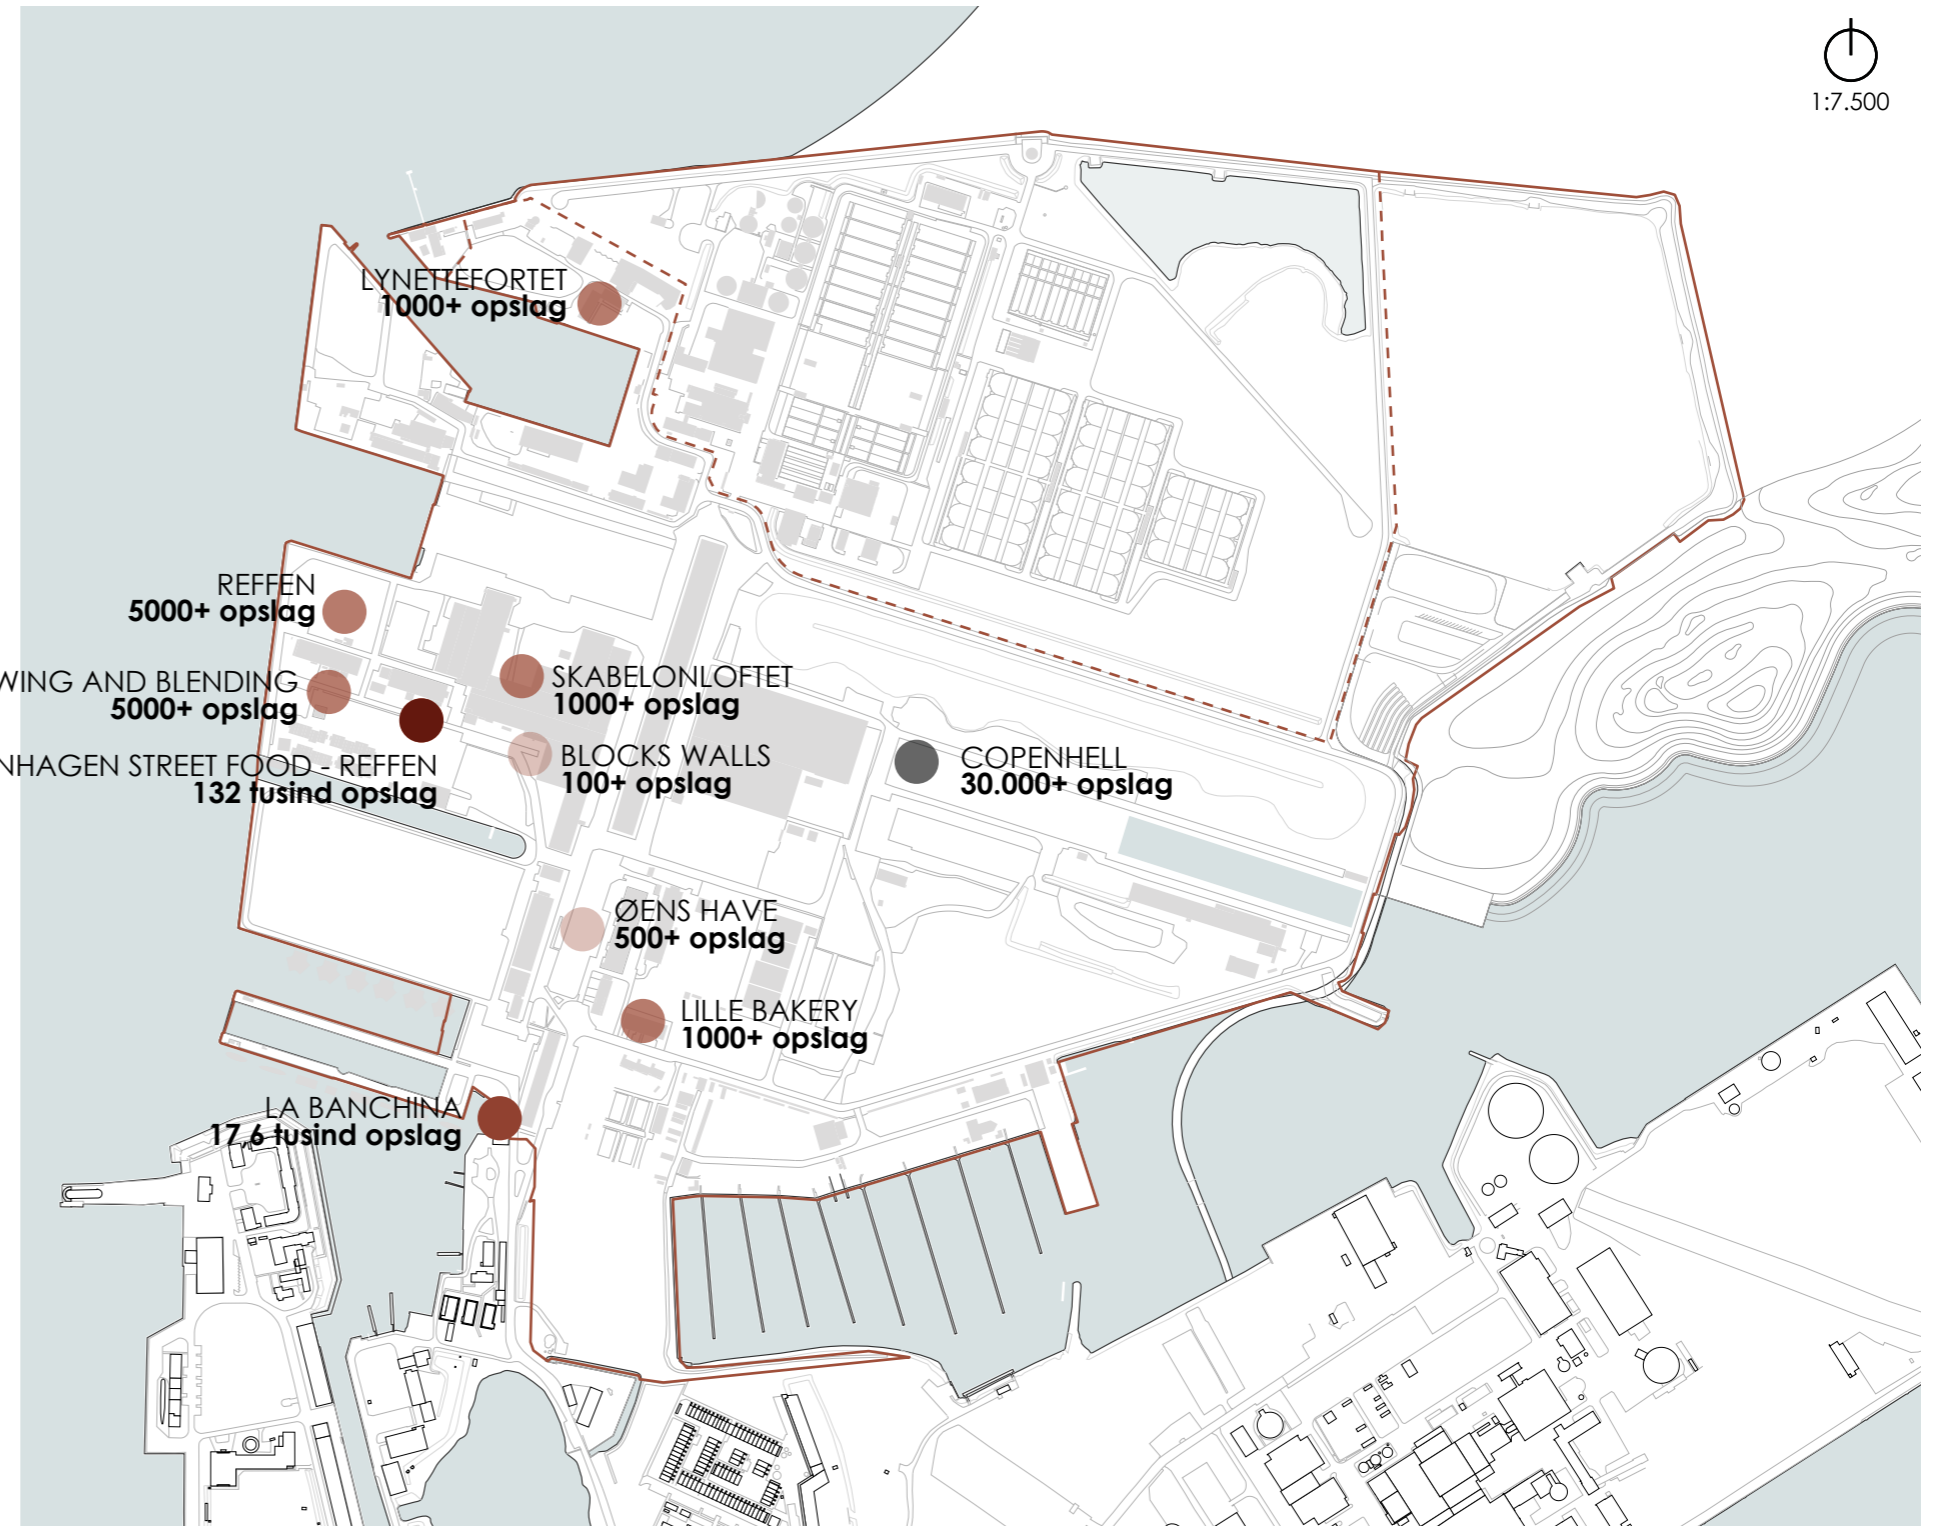 1:7.500
LYNETTEFORTET
1000+ opslag
REFFEN
5000+ opslag
WING AND BLENDING
5000+ opslag
SKABELONLOFTET
1000+ opslag
NHAGEN STREET FOOD - REFFEN
132 tusind opslag
BLOCKS WALLS
100+ opslag
COPENHELL
30.000+ opslag
ØENS HAVE
500+ opslag
LILLE BAKERY
1000+ opslag
LA BANCHINA
17,6 tusind opslag